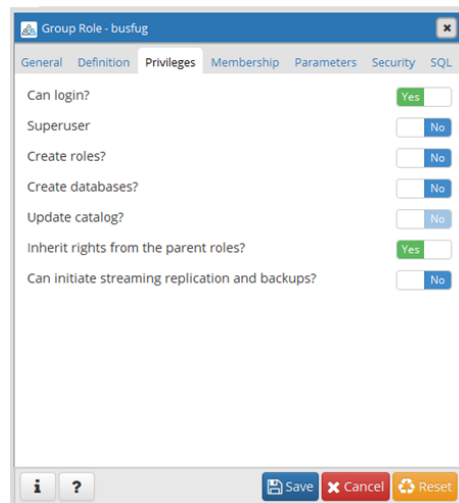 Group Role - busfug
General Definition Privileges Membership Parameters Security SQL
Can login? Yes
Superuser No
Create roles? No
Create databases? No
Update catalog? No
Inherit rights from the parent roles? Yes
Can initiate streaming replication and backups? No
i ? Save Cancel Reset